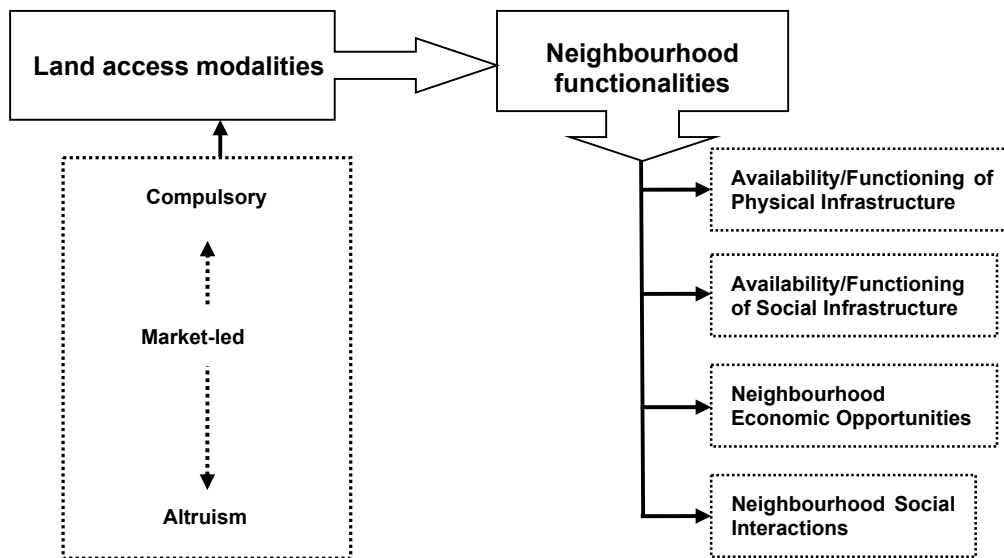 Land access modalities
Neighbourhood
functionalities
Compulsory
Market-led
Altruism
Availability/Functioning of
Physical Infrastructure
Availability/Functioning
of Social Infrastructure
Neighbourhood
Economic Opportunities
Neighbourhood Social
Interactions